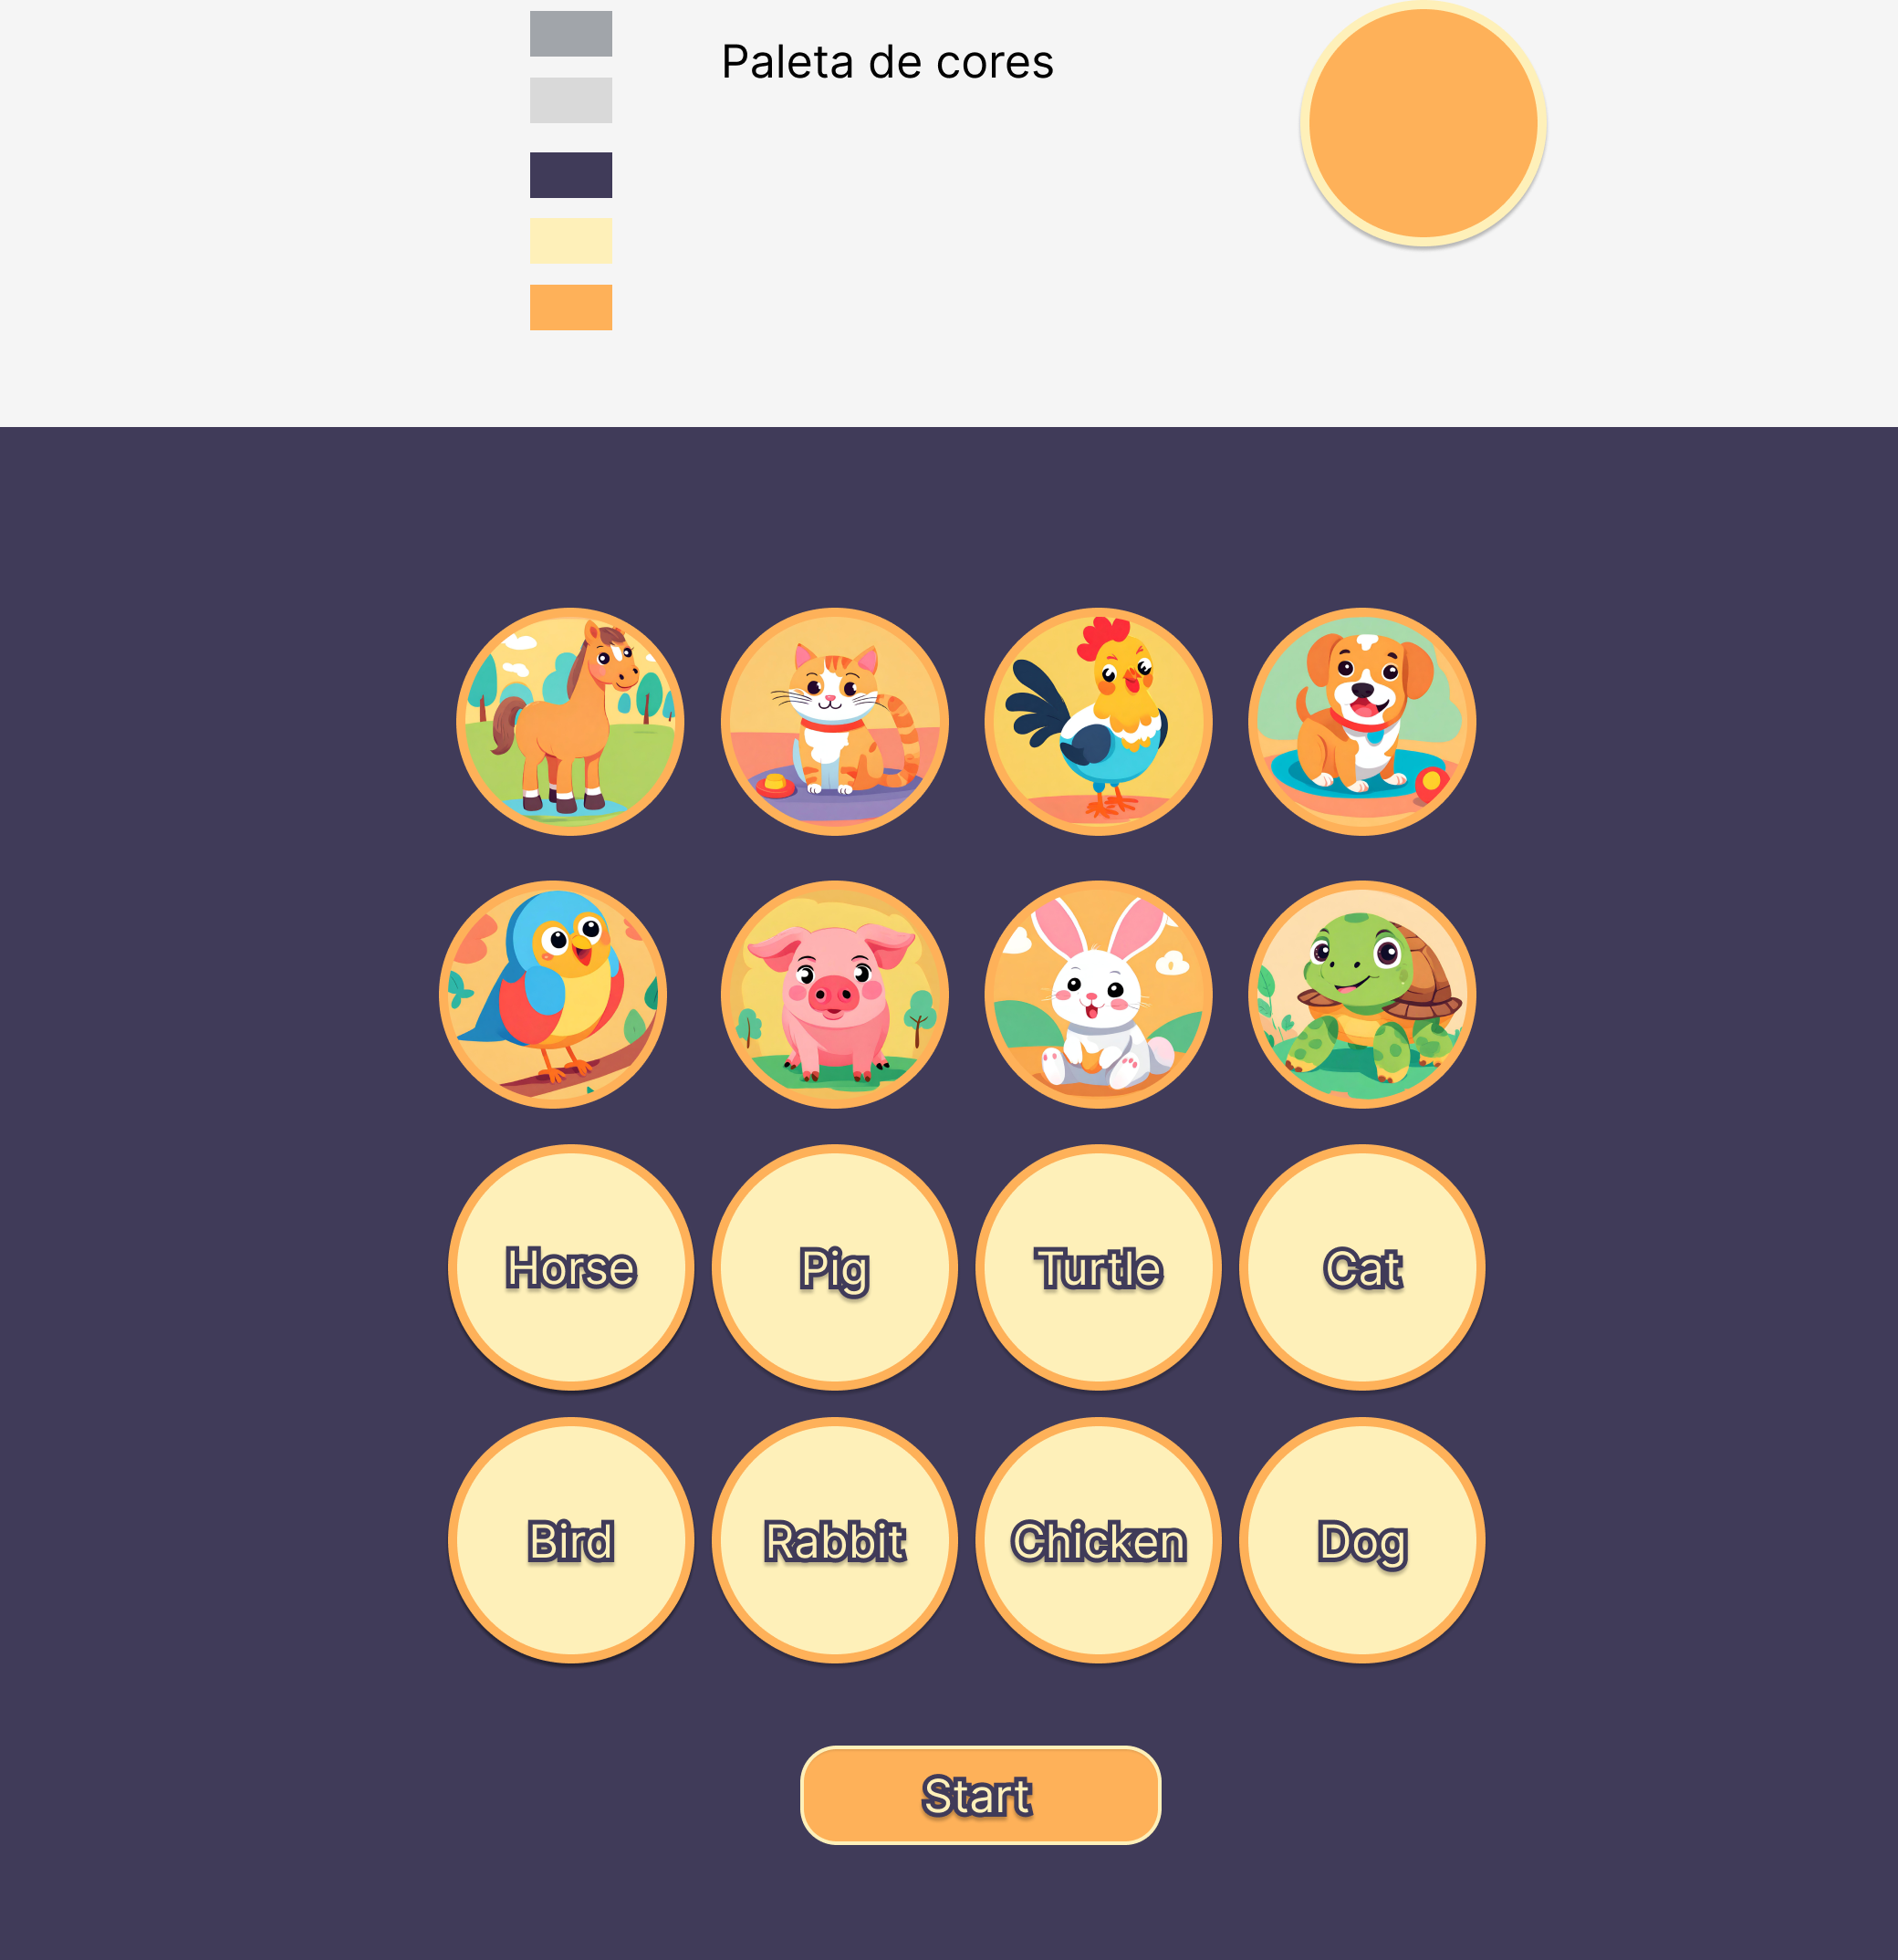 Paleta de cores
Horse
Pig
Turtle
Cat
Bird
Rabbit
Chicken
Dog
Start